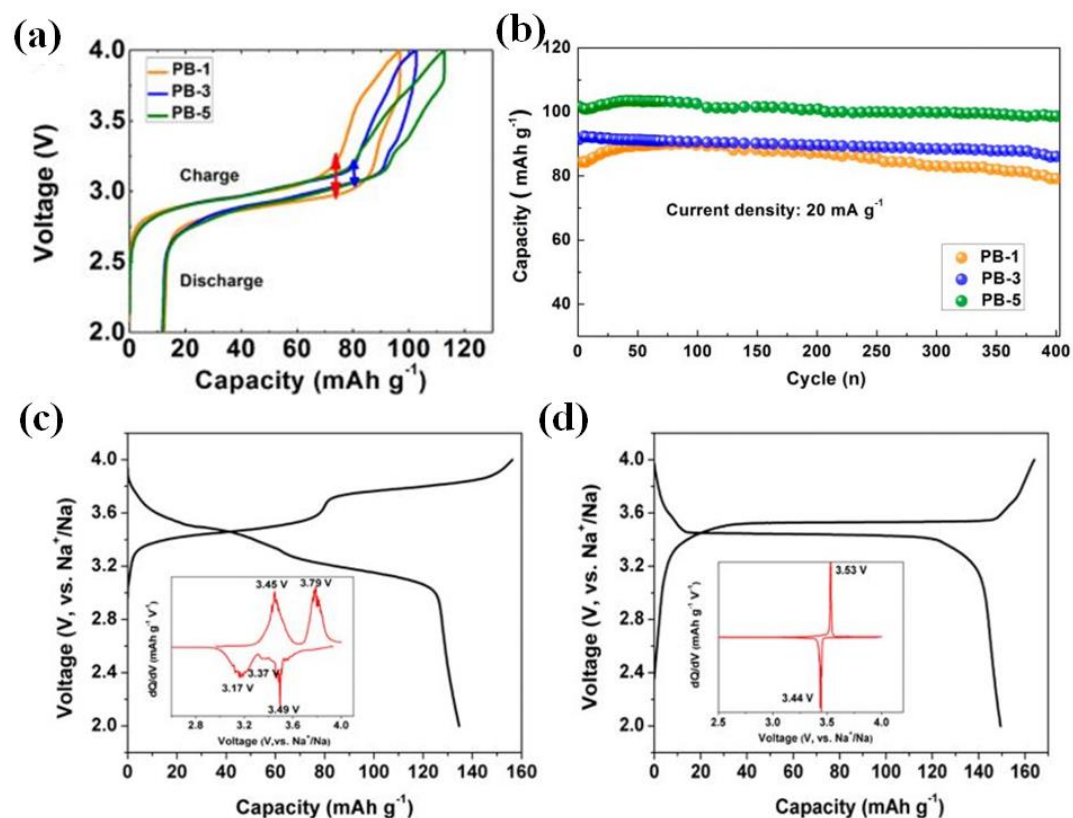 (a)
PB-1
PB-3
PB-5
Charge
Discharge
Voltage (V)
4.0
3.5
3.0
2.5
2.0
0 20 40 60 80 100 120
Capacity (mAh g⁻¹)
(b)
Capacity ( mAh g⁻¹)
120
100
80
60
40
Current density: 20 mA g⁻¹
PB-1
PB-3
PB-5
0 50 100 150 200 250 300 350 400
Cycle (n)
(c)
Voltage (V, vs. Na⁺/Na)
4.0
3.6
3.2
2.8
2.4
2.0
3.45 V 3.79 V
3.17 V
3.37 V
3.49 V
dQ/dV (mAh g⁻¹ V⁻¹)
2.8 3.2 3.6 4.0
Voltage (V,vs. Na⁺/Na)
0 20 40 60 80 100 120 140 160
Capacity (mAh g⁻¹)
(d)
Voltage (V, vs. Na⁺/Na)
4.0
3.6
3.2
2.8
2.4
2.0
3.53 V
3.44 V
dQ/dV (mAh g⁻¹ V⁻¹)
2.5 3.0 3.5 4.0
Voltage (V, vs. Na⁺/Na)
0 20 40 60 80 100 120 140 160
Capacity (mAh g⁻¹)